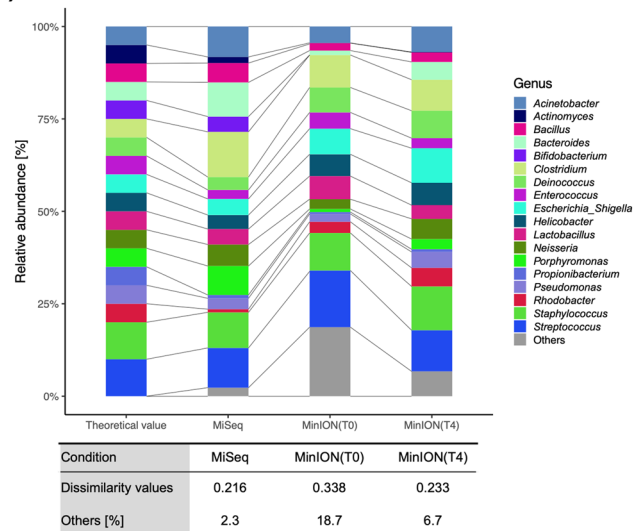 100%
75%
50%
25%
0%
Relative abundance [%]
Theoretical value MiSeq MinION(T0) MinION(T4)
Genus
Acinetobacter
Actinomyces
Bacillus
Bacteroides
Bifidobacterium
Clostridium
Deinococcus
Enterococcus
Escherichia_Shigella
Helicobacter
Lactobacillus
Neisseria
Porphyromonas
Propionibacterium
Pseudomonas
Rhodobacter
Staphylococcus
Streptococcus
Others
Condition MiSeq MinION(T0) MinION(T4)
Dissimilarity values 0.216 0.338 0.233
Others [%] 2.3 18.7 6.7